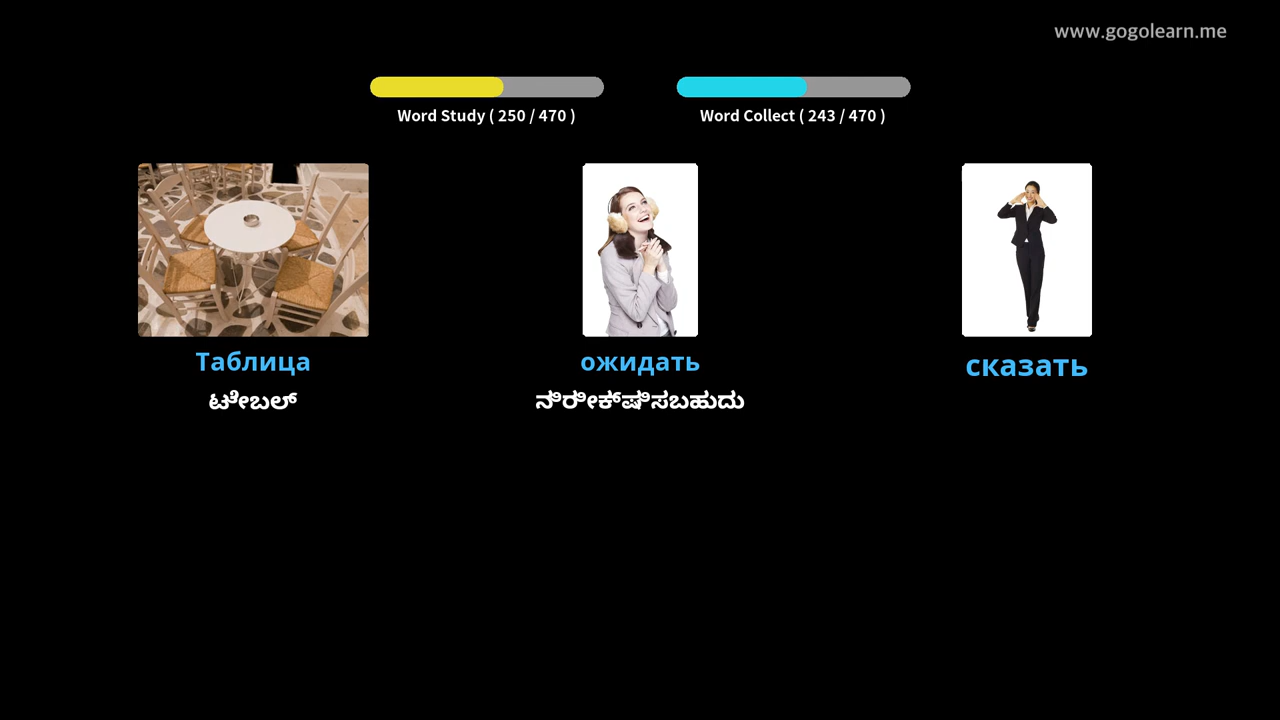 www.gogolearn.me
Word Study ( 250 / 470 )
Word Collect ( 243 / 470 )
Таблица
ожидать
сказать
ಟೇಬಲ್
ನಿರೀಕ್ಷಿಸಬಹುದು